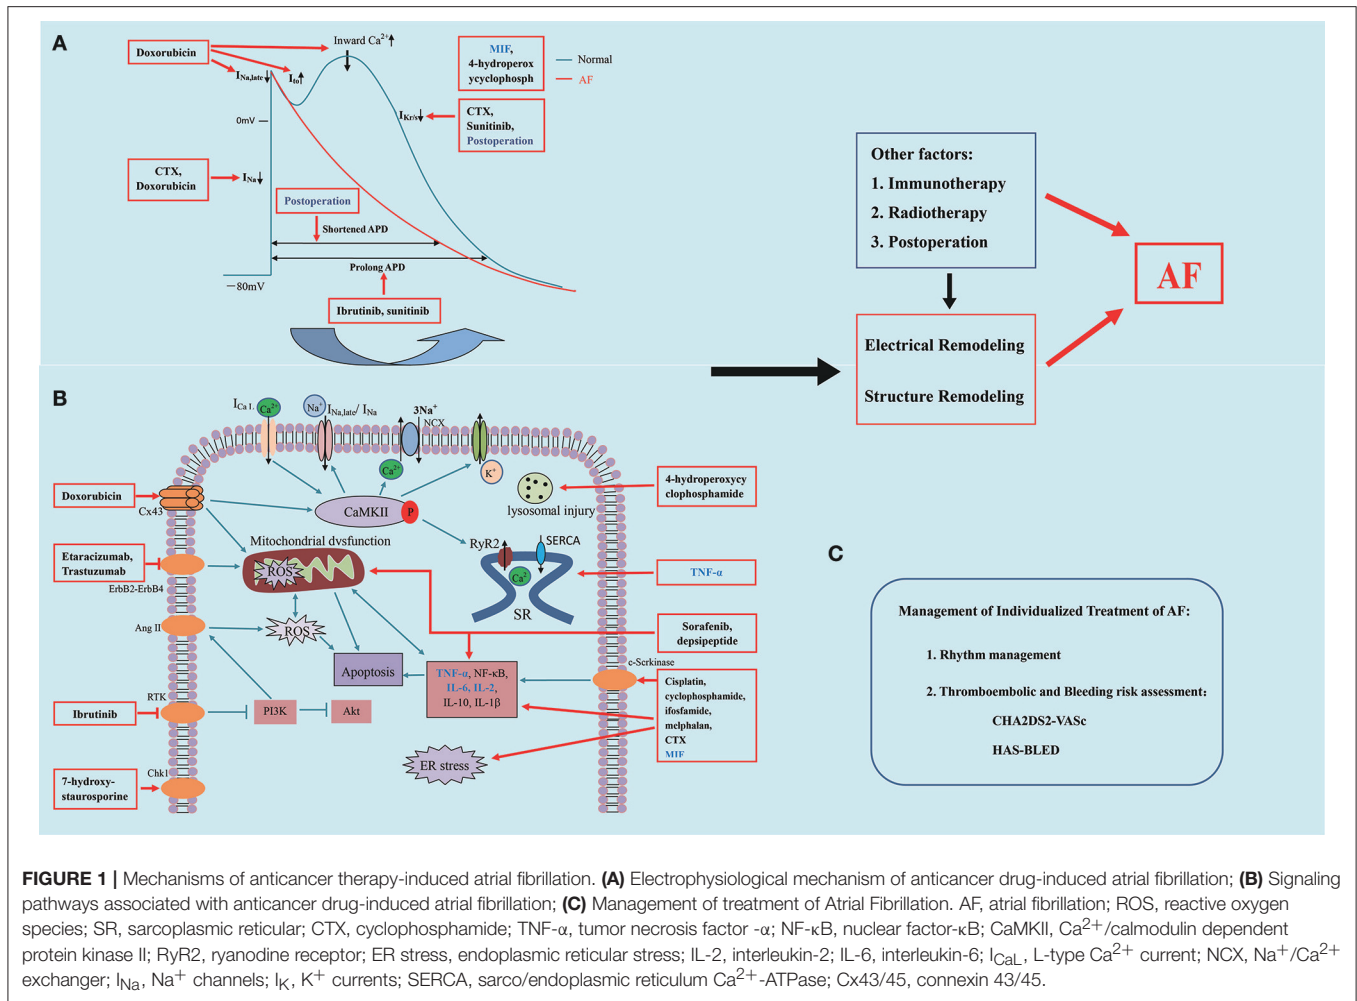 A
Doxorubicin
Inward Ca²⁺
MIF,
4-hydroperox
ycyclophosph
Normal
AF
I Na,late
Ito
0mV
IKr/s
CTX,
Sunitinib,
Postoperation
CTX,
Doxorubicin
INa
Postoperation
Shortened APD
Prolong APD
−80mV
Ibrutinib, sunitinib
Other factors:
1. Immunotherapy
2. Radiotherapy
3. Postoperation
AF
Electrical Remodeling
Structure Remodeling
B
ICa L
Ca²⁺
Na⁺
INa,late/ INa
3Na⁺
NCX
Ca²⁺
K⁺
Doxorubicin
Cx43
CaMKII
P
lysosomal injury
4-hydroperoxycy
clophosphamide
Mitochondrial dvsfunction
ROS
RyR2
SERCA
Ca²
SR
TNF-α
Etaracizumab,
Trastuzumab
ErbB2-ErbB4
Ang II
ROS
Sorafenib,
depsipeptide
Apoptosis
TNF-α, NF-κB,
IL-6, IL-2,
IL-10, IL-1β
c-Scrkinase
Cisplatin,
cyclophosphamide,
ifosfamide,
melphalan,
CTX
MIF
RTK
Ibrutinib
PI3K
Akt
ER stress
Chk1
7-hydroxy-
staurosporine
C
Management of Individualized Treatment of AF:
1. Rhythm management
2. Thromboembolic and Bleeding risk assessment:
CHA2DS2-VASc
HAS-BLED
FIGURE 1 | Mechanisms of anticancer therapy-induced atrial fibrillation. (A) Electrophysiological mechanism of anticancer drug-induced atrial fibrillation; (B) Signaling
pathways associated with anticancer drug-induced atrial fibrillation; (C) Management of treatment of Atrial Fibrillation. AF, atrial fibrillation; ROS, reactive oxygen
species; SR, sarcoplasmic reticular; CTX, cyclophosphamide; TNF-α, tumor necrosis factor -α; NF-κB, nuclear factor-κB; CaMKII, Ca2+/calmodulin dependent
protein kinase II; RyR2, ryanodine receptor; ER stress, endoplasmic reticular stress; IL-2, interleukin-2; IL-6, interleukin-6; ICaL, L-type Ca2+ current; NCX, Na+/Ca2+
exchanger; INa, Na+ channels; IK, K+ currents; SERCA, sarco/endoplasmic reticulum Ca2+-ATPase; Cx43/45, connexin 43/45.